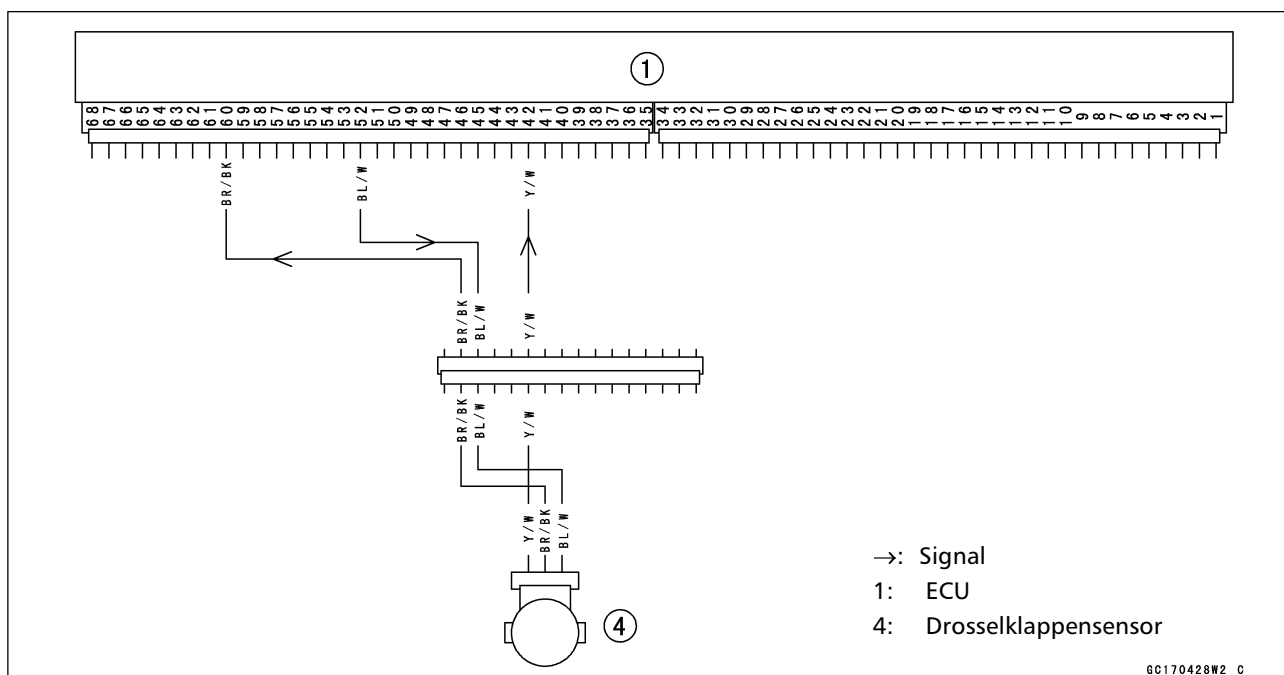 1
68 67 66 65 64 63 62 61 60 59 58 57 56 55 54 53 52 51 50 49 48 47 46 45 44 43 42 41 40 39 38 37 36 35 34 33 32 31 30 29 28 27 26 25 24 23 22 21 20 19 18 17 16 15 14 13 12 11 10 9 8 7 6 5 4 3 2 1
BR/BK BL/W Y/W
BR/BK BL/W Y/W
BR/BK BL/W Y/W
Y/W BR/BK BL/W
4
→: Signal
1: ECU
4: Drosselklappensensor
GC170428W2 C